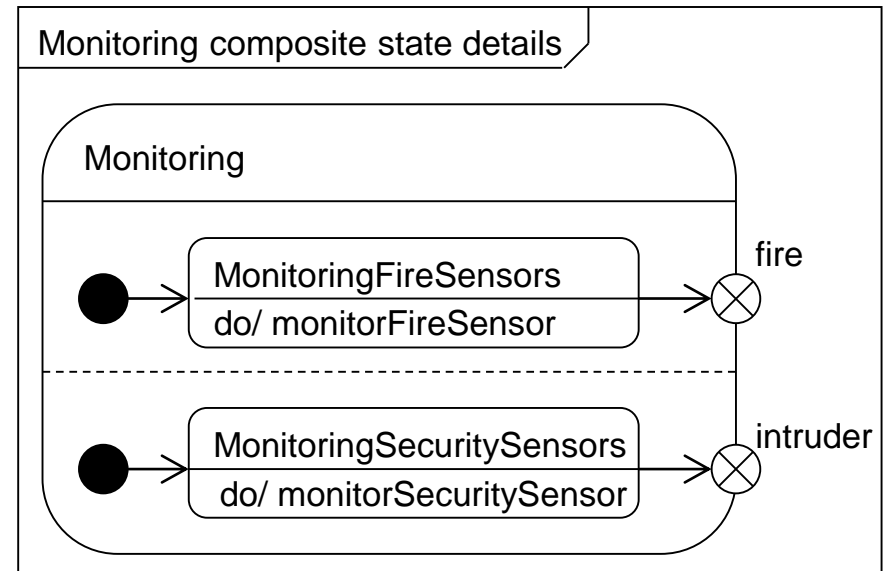 Monitoring composite state details
Monitoring
fire
MonitoringFireSensors
do/ monitorFireSensor
intruder
MonitoringSecuritySensors
do/ monitorSecuritySensor